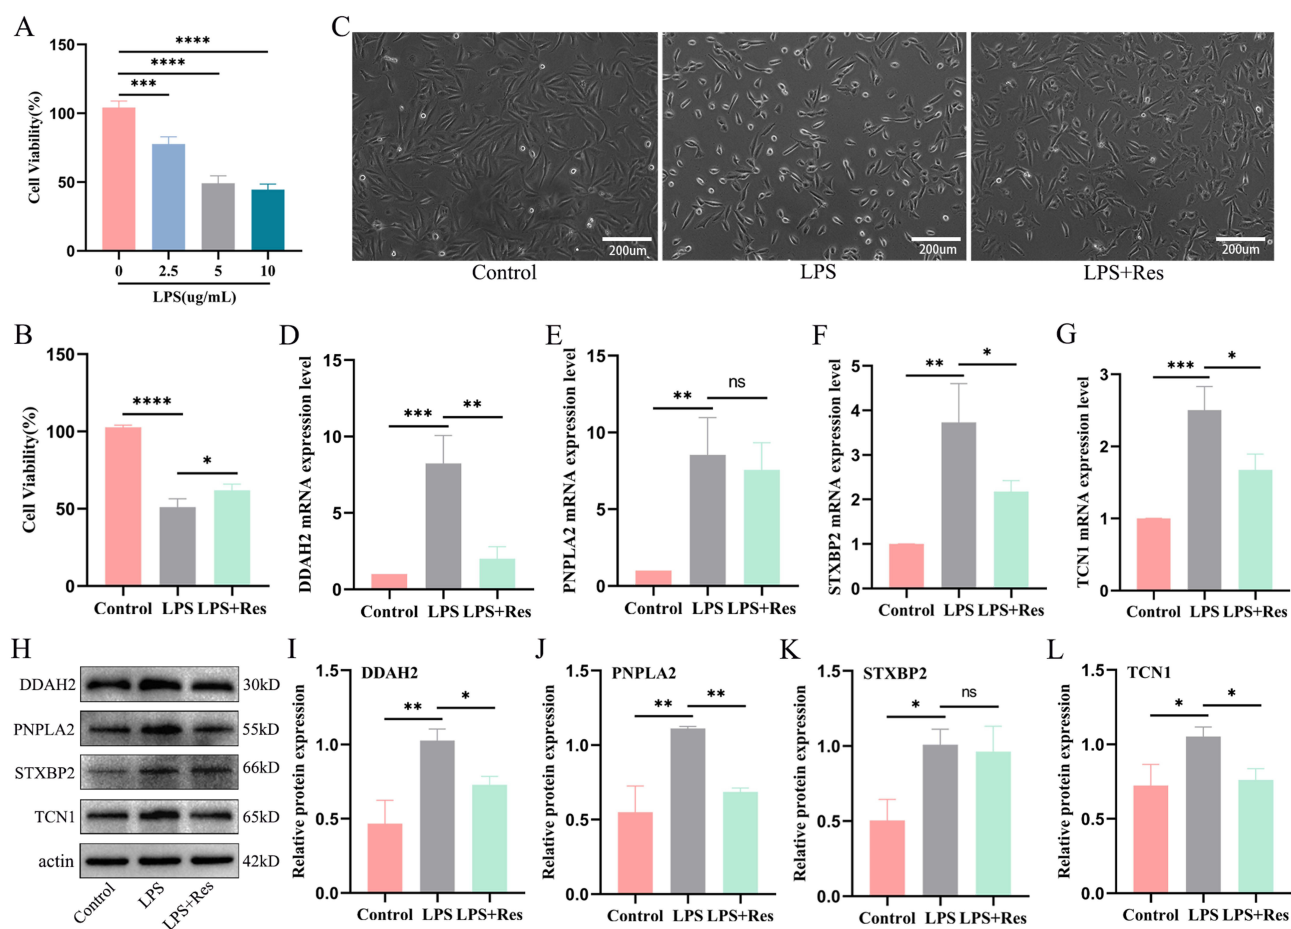 A
Cell Viability(%)
150
100
50
0
****
****
***
0 2.5 5 10
LPS(ug/mL)
C
200um 200um 200um
Control LPS LPS+Res
B
Cell Viability(%)
150
100
50
0
****
*
Control LPS LPS+Res
D
DDAH2 mRNA expression level
15
10
5
0
*** **
Control LPS LPS+Res
E
PNPLA2 mRNA expression level
15
10
5
0
** ns
Control LPS LPS+Res
F
STXBP2 mRNA expression level
5
4
3
2
1
0
** *
Control LPS LPS+Res
G
TCN1 mRNA expression level
3
2
1
0
*** *
Control LPS LPS+Res
H
DDAH2 30kD
PNPLA2 55kD
STXBP2 66kD
TCN1 65kD
actin 42kD
Control LPS LPS+Res
I
DDAH2
Relative protein expression
1.5
1.0
0.5
0.0
** *
Control LPS LPS+Res
J
PNPLA2
Relative protein expression
1.5
1.0
0.5
0.0
** **
Control LPS LPS+Res
K
STXBP2
Relative protein expression
1.5
1.0
0.5
0.0
* ns
Control LPS LPS+Res
L
TCN1
Relative protein expression
1.5
1.0
0.5
0.0
* *
Control LPS LPS+Res